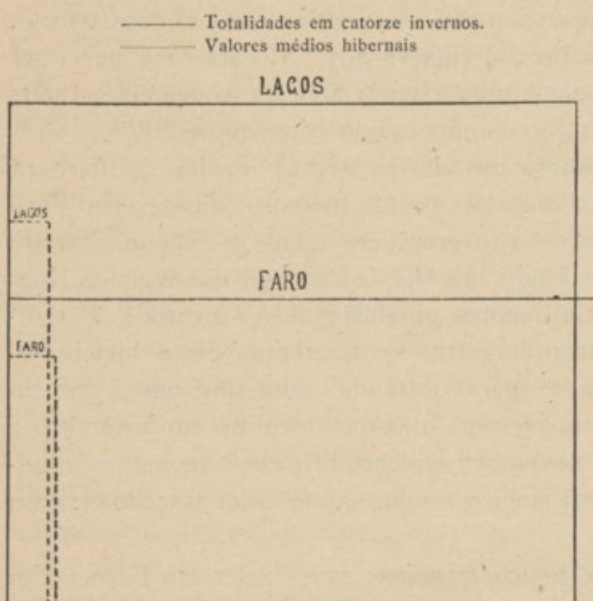 Totalidades em catorze invernos.
Valores médios hibernais
LAGOS
LAGOS
FARO
FARO